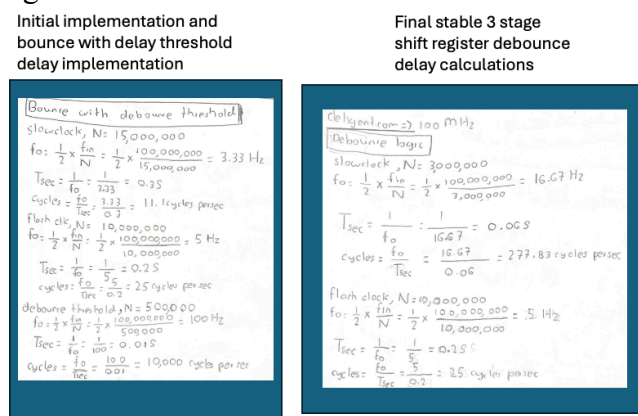 Initial implementation and
bounce with delay threshold
delay implementation
Bounce with debounce threshold
slowclock, N= 15,000,000
fo: 1/2 x fin/N = 1/2 x 100,000,000/15,000,000 = 3.33 Hz
Tsec = 1/fo = 1/3.33 = 0.3s
cycles = fo/Tsec = 3.33/0.3 = 11.1 cycles per sec
flash clk, N= 10,000,000
fo= 1/2 x fin/N = 1/2 x 100,000,000/10,000,000 = 5 Hz
Tsec = 1/fo = 1/5 = 0.2s
cycles = fo/Tsec = 5/0.2 = 25 cycles per sec
debounce threshold, N= 500,000
fo= 1/2 x fin/N = 1/2 x 100,000,000/500,000 = 100 Hz
Tsec = 1/fo = 1/100 = 0.01s
cycles = fo/Tsec = 100/0.01 = 10,000 cycles per sec
Final stable 3 stage
shift register debounce
delay calculations
100 MHz
Debounce logic
slowclock, N= 3,000,000
fo: 1/2 x fin/N = 1/2 x 100,000,000/3,000,000 = 16.67 Hz
Tsec = 1/fo = 1/16.67 = 0.06s
cycles = fo/Tsec = 16.67/0.06 = 277.83 cycles per sec
flash clock, N= 10,000,000
fo= 1/2 x fin/N = 1/2 x 100,000,000/10,000,000 = 5 Hz
Tsec = 1/fo = 1/5 = 0.2s
cycles= fo/Tsec = 5/0.2 = 25 cycles per sec